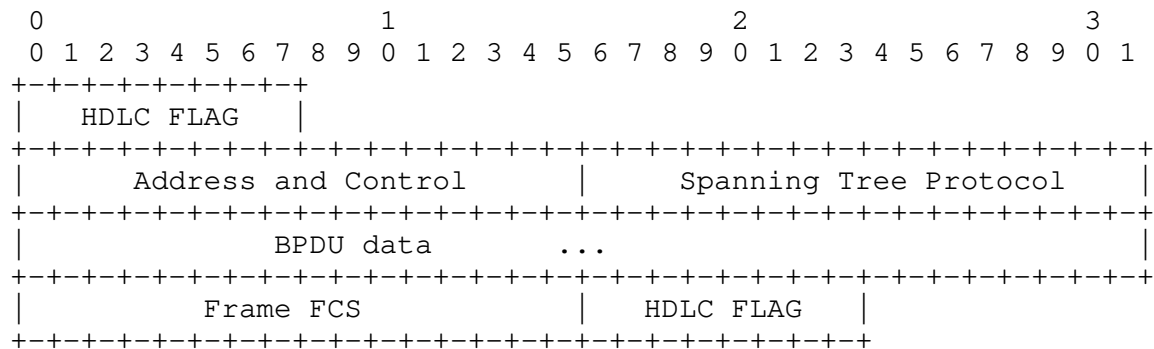 0                   1                   2                   3
 0 1 2 3 4 5 6 7 8 9 0 1 2 3 4 5 6 7 8 9 0 1 2 3 4 5 6 7 8 9 0 1
+-+-+-+-+-+-+-+-+
|   HDLC FLAG   |
+-+-+-+-+-+-+-+-+-+-+-+-+-+-+-+-+-+-+-+-+-+-+-+-+-+-+-+-+-+-+-+-+
|      Address and Control      |     Spanning Tree Protocol    |
+-+-+-+-+-+-+-+-+-+-+-+-+-+-+-+-+-+-+-+-+-+-+-+-+-+-+-+-+-+-+-+-+
|              BPDU data       ...                              |
+-+-+-+-+-+-+-+-+-+-+-+-+-+-+-+-+-+-+-+-+-+-+-+-+-+-+-+-+-+-+-+-+
|          Frame FCS            |   HDLC FLAG   |
+-+-+-+-+-+-+-+-+-+-+-+-+-+-+-+-+-+-+-+-+-+-+-+-+